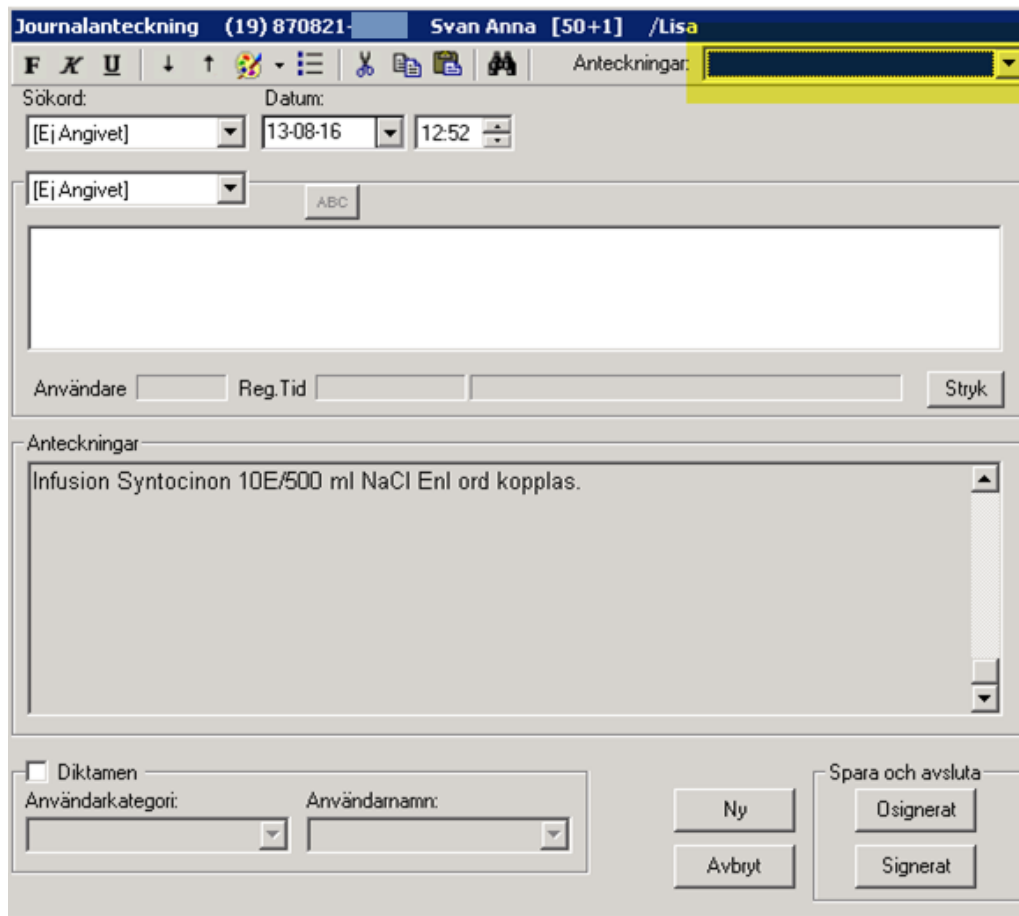 Journalanteckning (19) 870821- Svan Anna [50+1] /Lisa
F K U Anteckningar:
Sökord: Datum:
[Ej Angivet] 13-08-16 12:52
[Ej Angivet] ABC
Användare Reg.Tid Stryk
Anteckningar
Infusion Syntocinon 10E/500 ml NaCl Enl ord kopplas.
Diktamen Spara och avsluta
Användarkategori: Användarnamn: Ny Osignerat
Avbryt Signerat